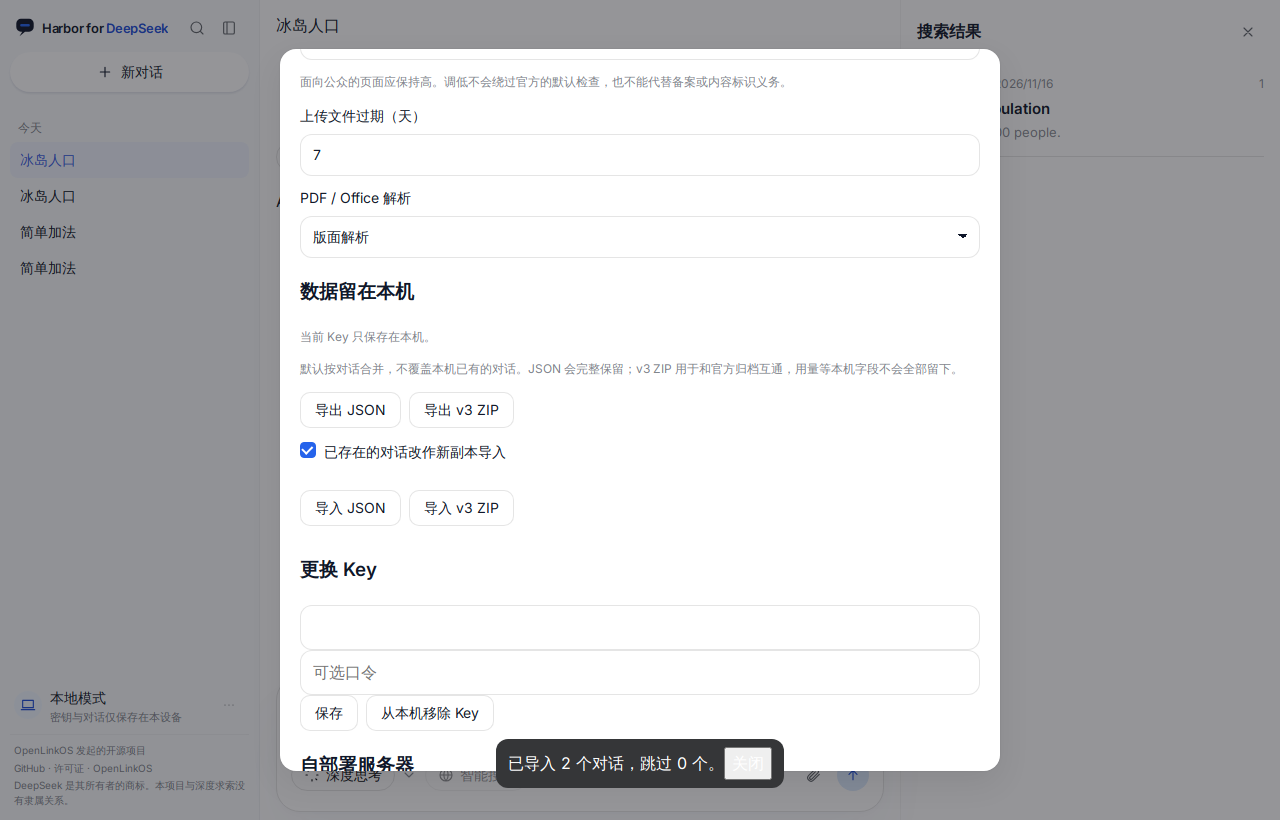 Harbor for DeepSeek
新对话
今天
冰岛人口
冰岛人口
简单加法
简单加法
本地模式
密钥与对话仅保存在本设备
OpenLinkOS 发起的开源项目
GitHub · 许可证 · OpenLinkOS
DeepSeek 是其所有者的商标。本项目与深度求索没有隶属关系。
冰岛人口
面向公众的页面应保持高。调低不会绕过官方的默认检查，也不能代替备案或内容标识义务。
上传文件过期（天）
7
PDF / Office 解析
版面解析
数据留在本机
当前 Key 只保存在本机。
默认按对话合并，不覆盖本机已有的对话。JSON 会完整保留；v3 ZIP 用于和官方归档互通，用量等本机字段不会全部留下。
导出 JSON
导出 v3 ZIP
已存在的对话改作新副本导入
导入 JSON
导入 v3 ZIP
更换 Key
可选口令
保存
从本机移除 Key
自部署服务器
已导入 2 个对话，跳过 0 个。
关闭
深度思考
搜索结果
026/11/16
1
people.